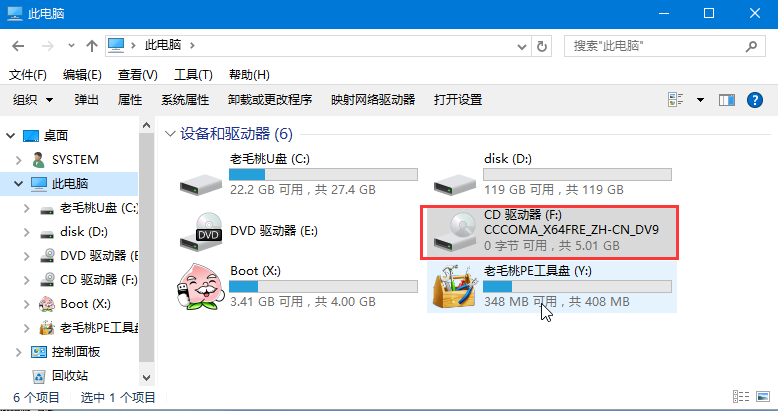 此电脑
此电脑
搜索"此电脑"
文件(F) 编辑(E) 查看(V) 工具(T) 帮助(H)
组织 弹出 属性 系统属性 卸载或更改程序 映射网络驱动器 打开设置
桌面
SYSTEM
此电脑
老毛桃U盘 (C:)
disk (D:)
DVD 驱动器 (E
CD 驱动器 (F:)
Boot (X:)
老毛桃PE工具盘
控制面板
回收站
设备和驱动器 (6)
老毛桃U盘 (C:)
22.2 GB 可用，共 27.4 GB
disk (D:)
119 GB 可用，共 119 GB
DVD
DVD 驱动器 (E:)
CD 驱动器 (F:)
CCCOMA_X64FRE_ZH-CN_DV9
0 字节 可用，共 5.01 GB
Boot (X:)
3.41 GB 可用，共 4.00 GB
老毛桃PE工具盘 (Y:)
348 MB 可用，共 408 MB
6 个项目 选中 1 个项目